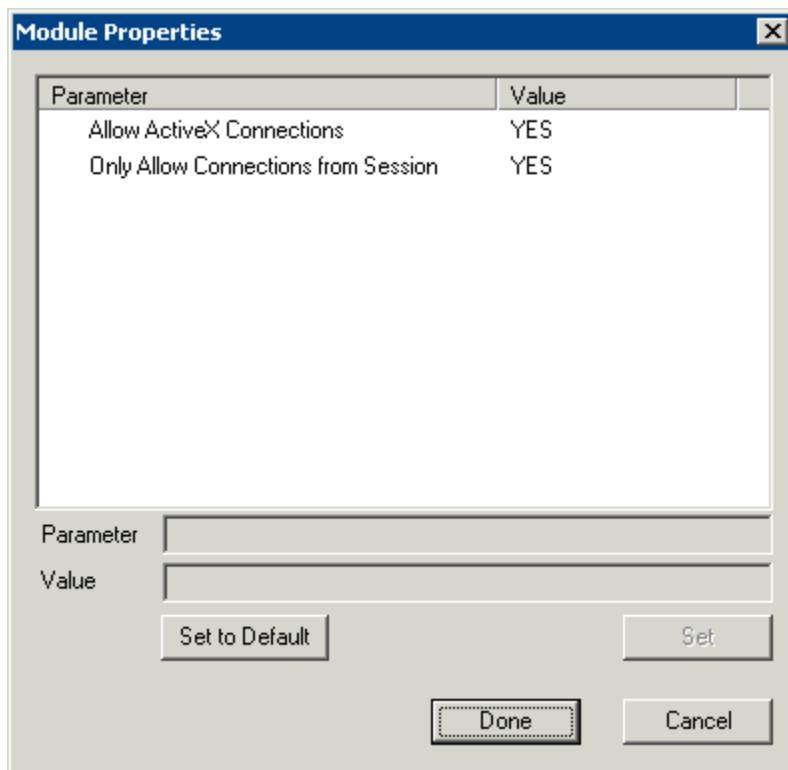 Module Properties
Parameter Value
Allow ActiveX Connections YES
Only Allow Connections from Session YES
Parameter
Value
Set to Default Set
Done Cancel